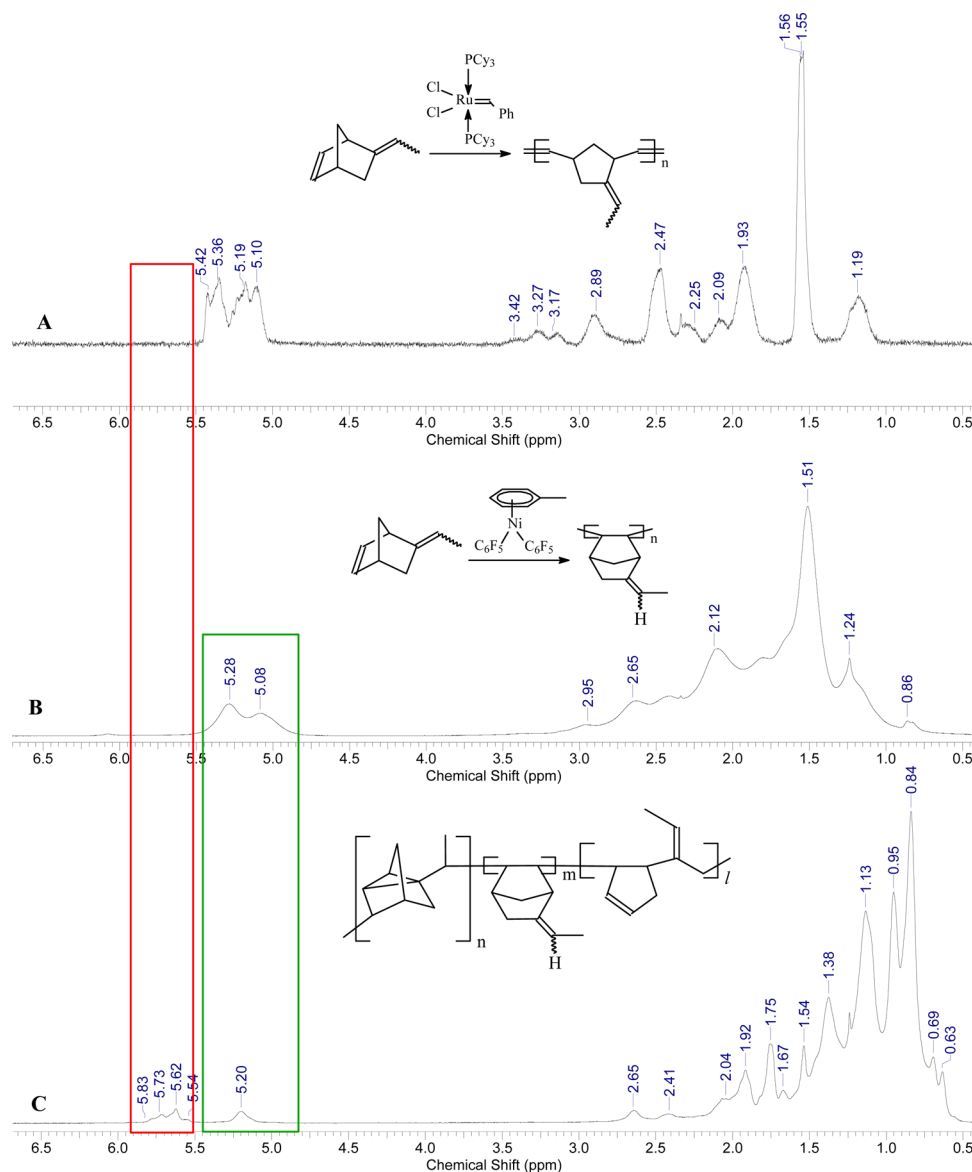 PCy3
Cl
Cl
Ru
Ph
PCy3
n
1.56
1.55
5.42
5.36
5.19
5.10
3.42
3.27
3.17
2.89
2.47
2.25
2.09
1.93
1.19
A
6.5 6.0 5.5 5.0 4.5 4.0 3.5 3.0 2.5 2.0 1.5 1.0 0.5
Chemical Shift (ppm)
Ni
C6F5 C6F5
n
H
5.28
5.08
2.95
2.65
2.12
1.51
1.24
0.86
B
6.5 6.0 5.5 5.0 4.5 4.0 3.5 3.0 2.5 2.0 1.5 1.0 0.5
Chemical Shift (ppm)
n
m
l
H
5.83
5.73
5.62
5.54
5.20
2.65
2.41
2.04
1.92
1.75
1.67
1.54
1.38
1.13
0.95
0.84
0.69
0.63
C
6.5 6.0 5.5 5.0 4.5 4.0 3.5 3.0 2.5 2.0 1.5 1.0 0.5
Chemical Shift (ppm)